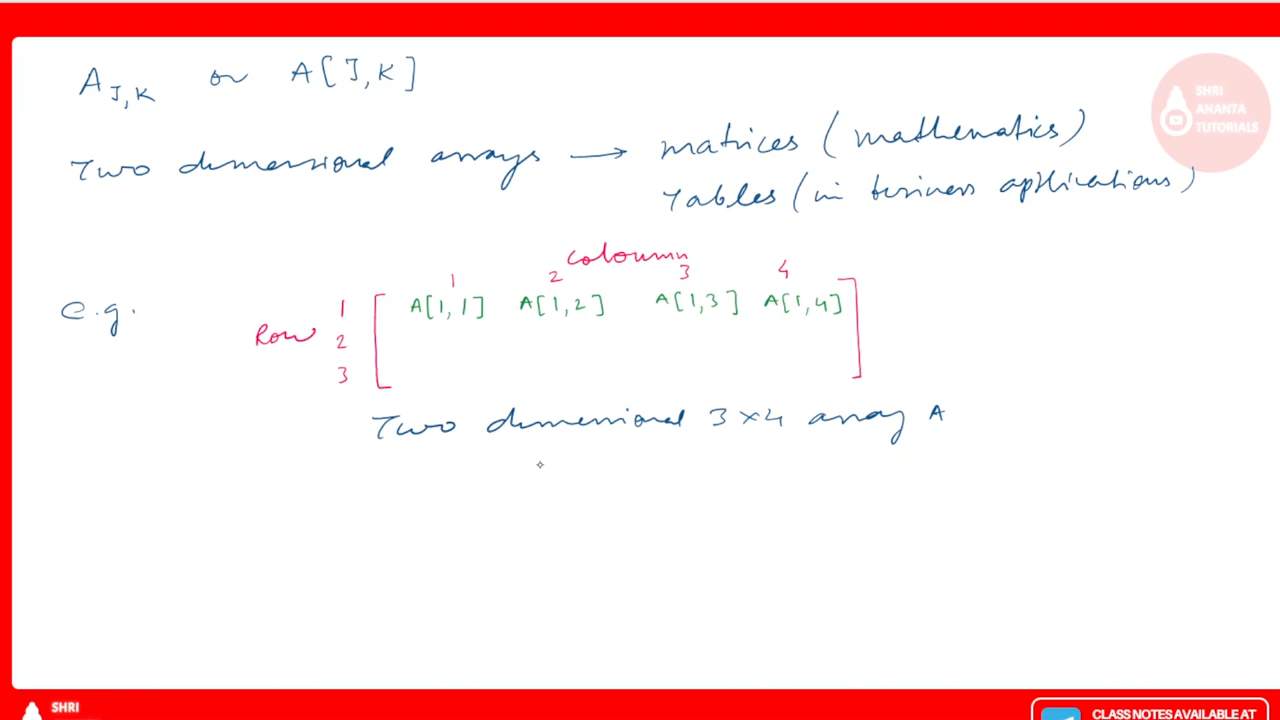 A J,K or A[J,K]
Two dimensional arrays → matrices (mathematics)
Tables (in business applications)
SHRI
ANANTA
TUTORIALS
Coloumn
1 2 3 4
e.g. Row 1 [ A[1,1] A[1,2] A[1,3] A[1,4] ]
2
3
Two dimensional 3×4 array A
SHRI
CLASS NOTES AVAILABLE AT